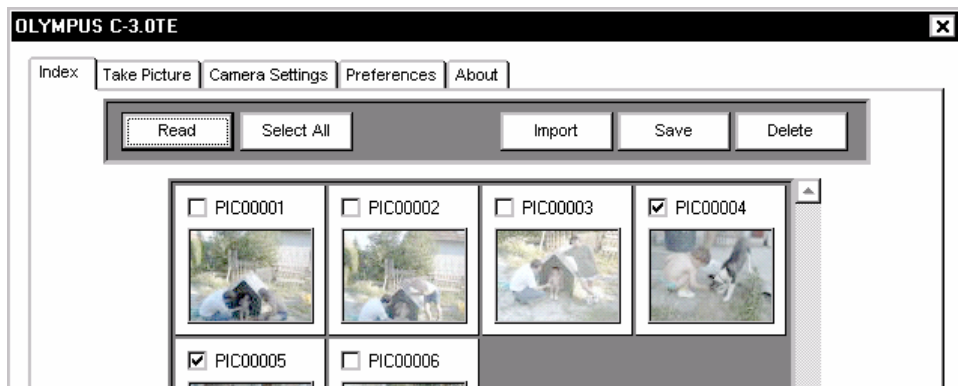 OLYMPUS C-3.0TE
Index Take Picture Camera Settings Preferences About
Read Select All Import Save Delete
PIC00001 PIC00002 PIC00003 PIC00004
PIC00005 PIC00006